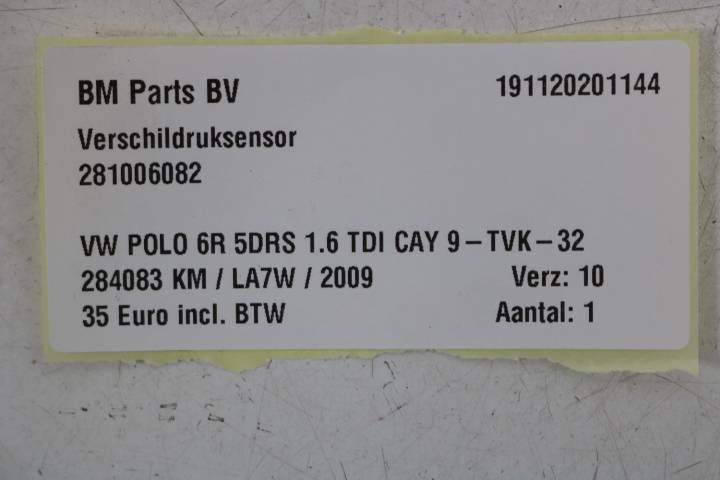 BM Parts BV 191120201144
Verschildruksensor
281006082
VW POLO 6R 5DRS 1.6 TDI CAY 9-TVK-32
284083 KM / LA7W / 2009 Verz: 10
35 Euro incl. BTW Aantal: 1